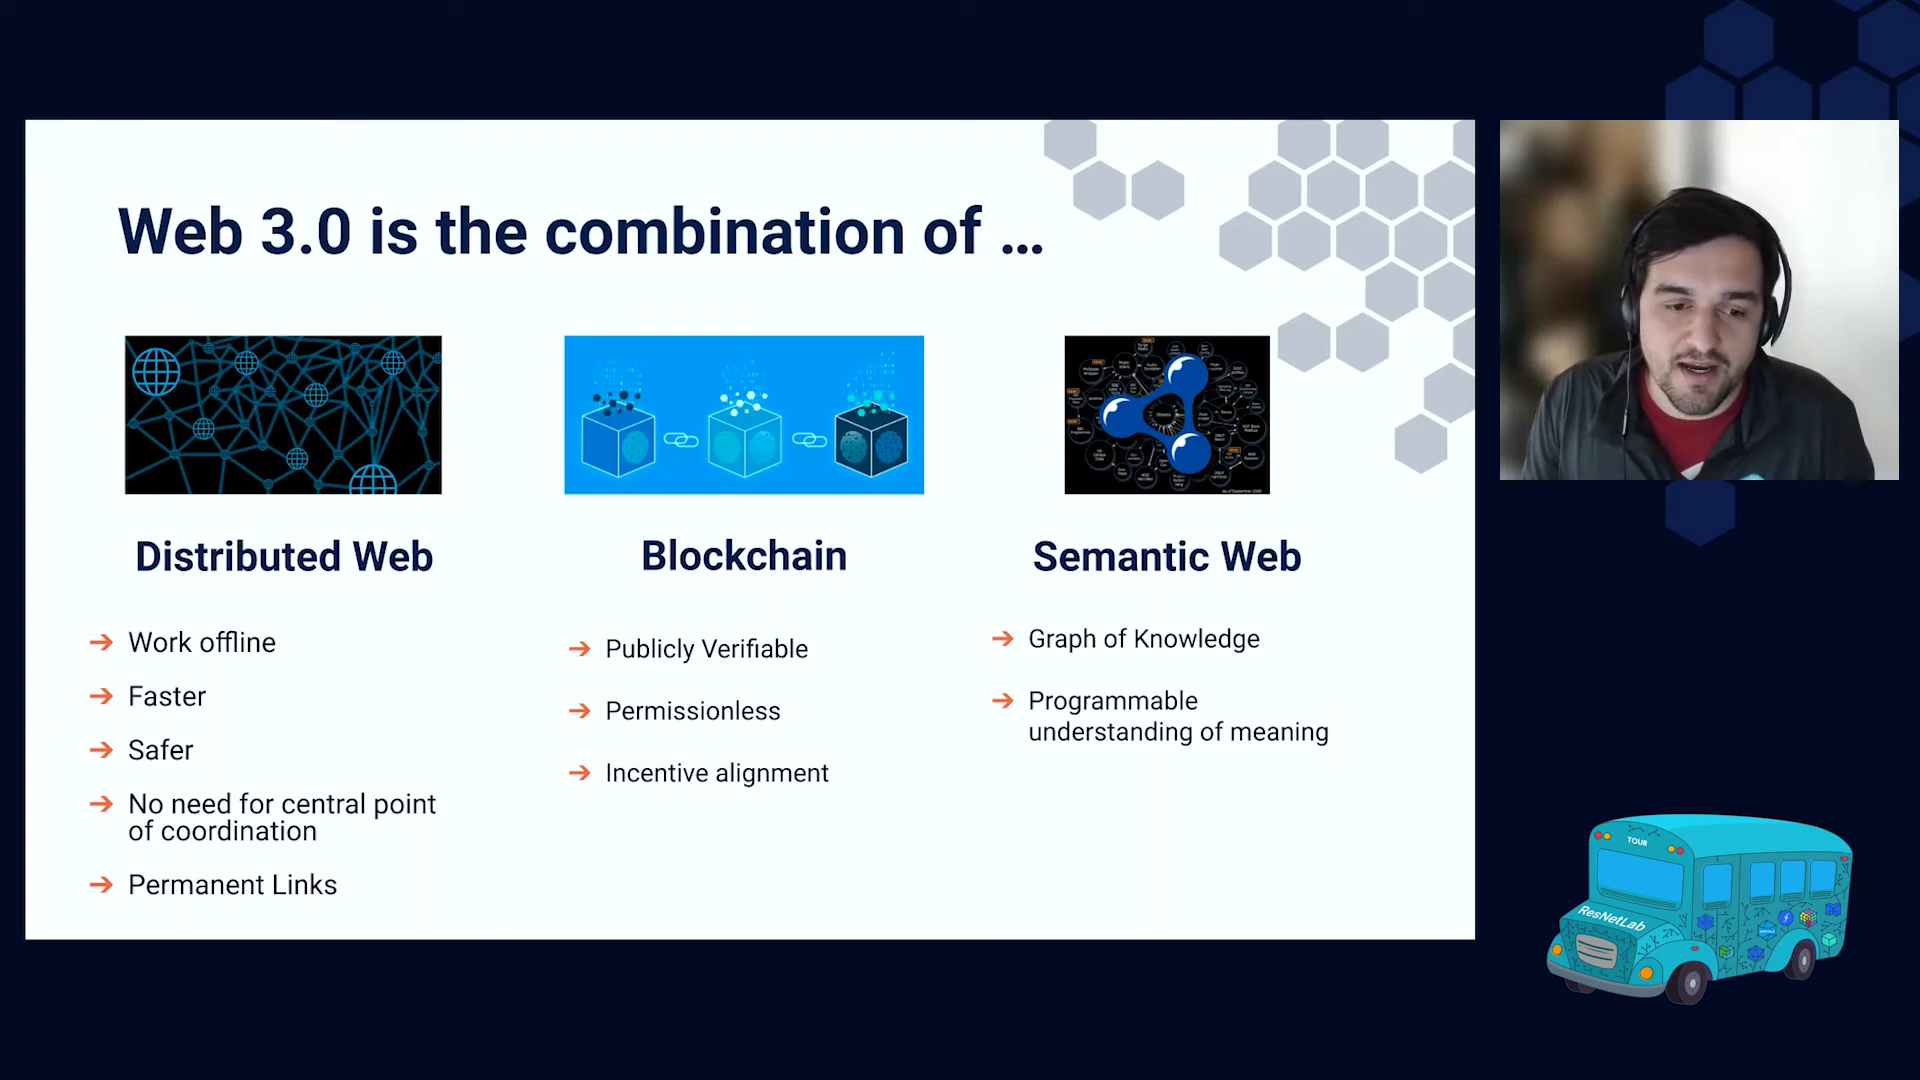 Web 3.0 is the combination of ...
Distributed Web
Work offline
Faster
Safer
No need for central point
of coordination
Permanent Links
Blockchain
Publicly Verifiable
Permissionless
Incentive alignment
Semantic Web
Graph of Knowledge
Programmable
understanding of meaning
TOUR
ResNetLab